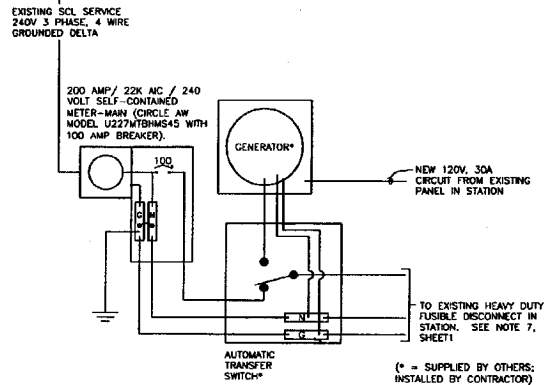 EXISTING SCL SERVICE
240V 3 PHASE, 4 WIRE
GROUNDED DELTA
200 AMP/ 22K AIC / 240
VOLT SELF-CONTAINED
METER-MAIN (CIRCLE AW
MODEL U227MTBHMS45 WITH
100 AMP BREAKER).
100
G N
GENERATOR*
NEW 120V, 30A
CIRCUIT FROM EXISTING
PANEL IN STATION
N
G
TO EXISTING HEAVY DUTY
FUSIBLE DISCONNECT IN
STATION. SEE NOTE 7,
SHEET1
AUTOMATIC
TRANSFER
SWITCH*
(* = SUPPLIED BY OTHERS;
INSTALLED BY CONTRACTOR)